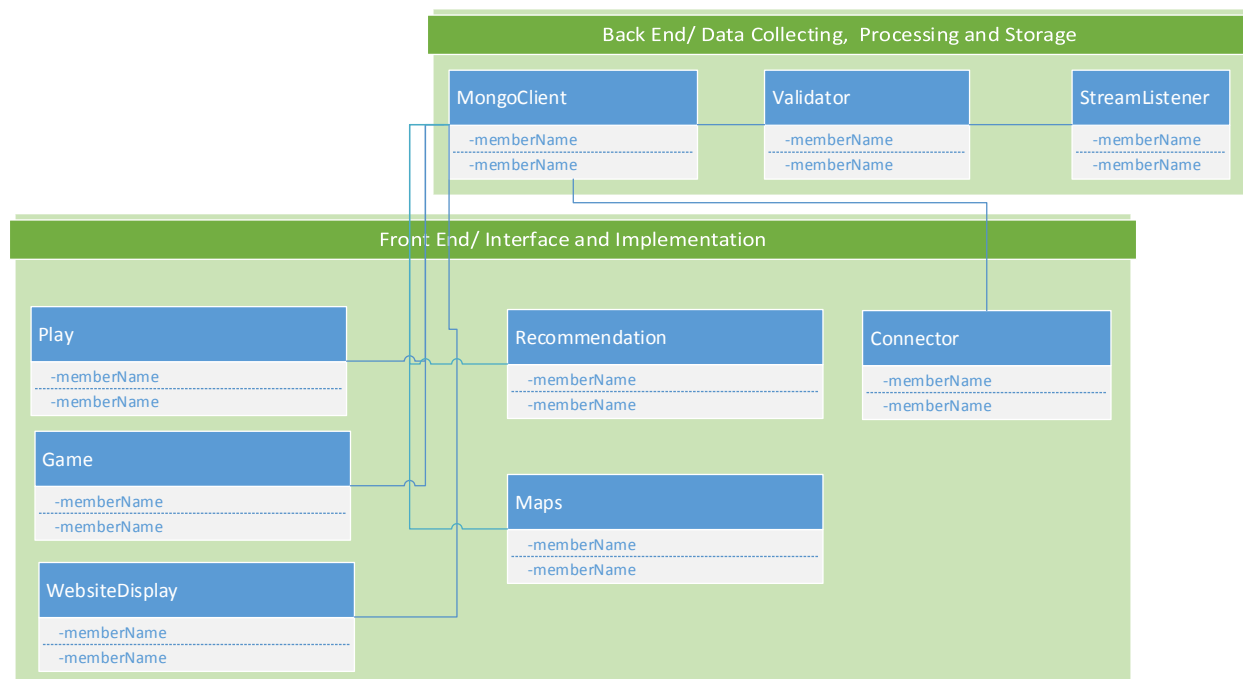 Back End/ Data Collecting,  Processing and Storage
MongoClient
-memberName
-memberName
Validator
-memberName
-memberName
StreamListener
-memberName
-memberName
Front End/ Interface and Implementation
Play
-memberName
-memberName
Recommendation
-memberName
-memberName
Connector
-memberName
-memberName
Game
-memberName
-memberName
Maps
-memberName
-memberName
WebsiteDisplay
-memberName
-memberName